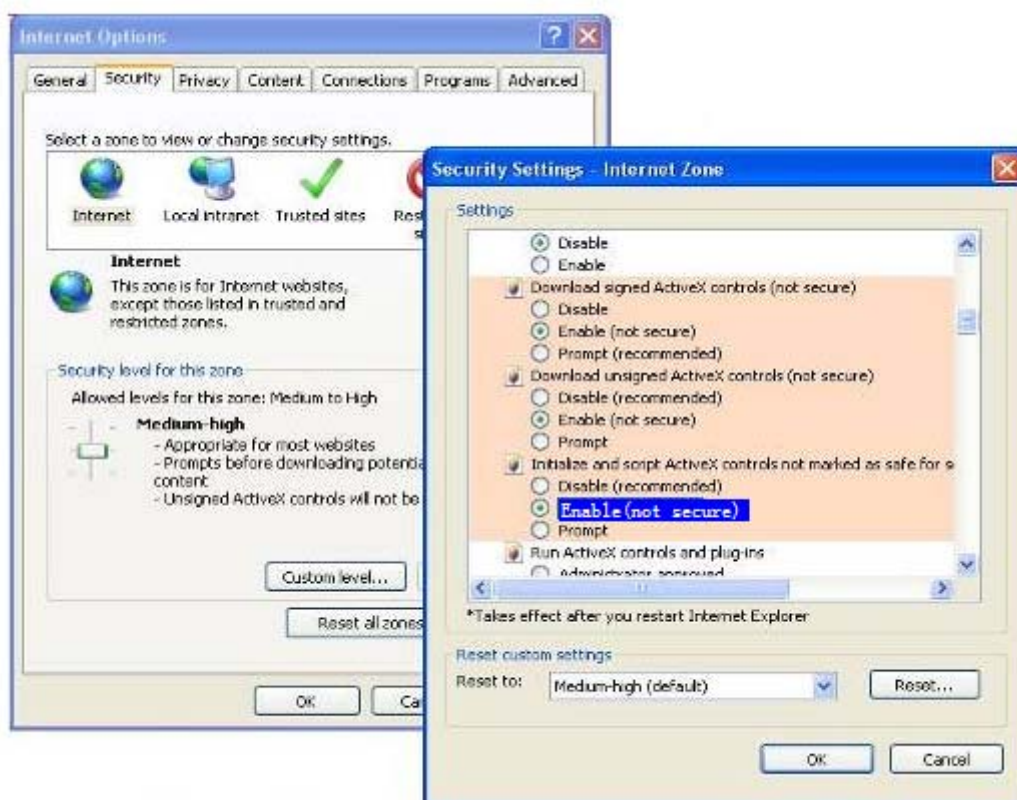 Internet Options
General Security Privacy Content Connections Programs Advanced
Select a zone to view or change security settings.
Internet Local intranet Trusted sites
Internet
This zone is for Internet websites,
except those listed in trusted and
restricted zones.
Security level for this zone
Allowed levels for this zone: Medium to High
Medium-high
- Appropriate for most websites
- Prompts before downloading
content
- Unsigned ActiveX controls will not be
Custom level...
Reset all zones
OK
Security Settings - Internet Zone
Settings
Disable
Enable
Download signed ActiveX controls (not secure)
Disable
Enable (not secure)
Prompt (recommended)
Download unsigned ActiveX controls (not secure)
Disable (recommended)
Enable (not secure)
Prompt
Initialize and script ActiveX controls not marked as safe for s
Disable (recommended)
Enable(not secure)
Prompt
Run ActiveX controls and plug-ins
Administrator approved
*Takes effect after you restart Internet Explorer
Reset custom settings
Reset to: Medium-high (default) Reset...
OK Cancel